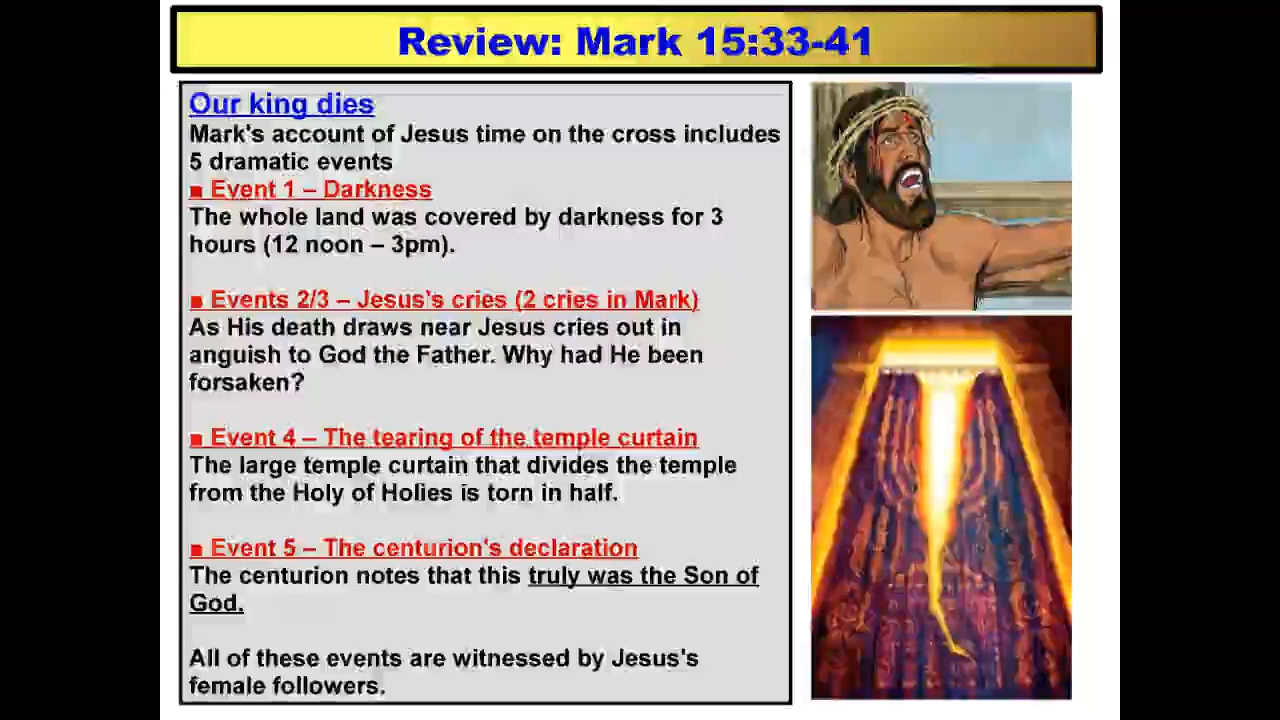 Review: Mark 15:33-41
Our king dies
Mark's account of Jesus time on the cross includes
5 dramatic events
■ Event 1 – Darkness
The whole land was covered by darkness for 3
hours (12 noon – 3pm).
■ Events 2/3 – Jesus's cries (2 cries in Mark)
As His death draws near Jesus cries out in
anguish to God the Father. Why had He been
forsaken?
■ Event 4 – The tearing of the temple curtain
The large temple curtain that divides the temple
from the Holy of Holies is torn in half.
■ Event 5 – The centurion's declaration
The centurion notes that this truly was the Son of
God.
All of these events are witnessed by Jesus's
female followers.